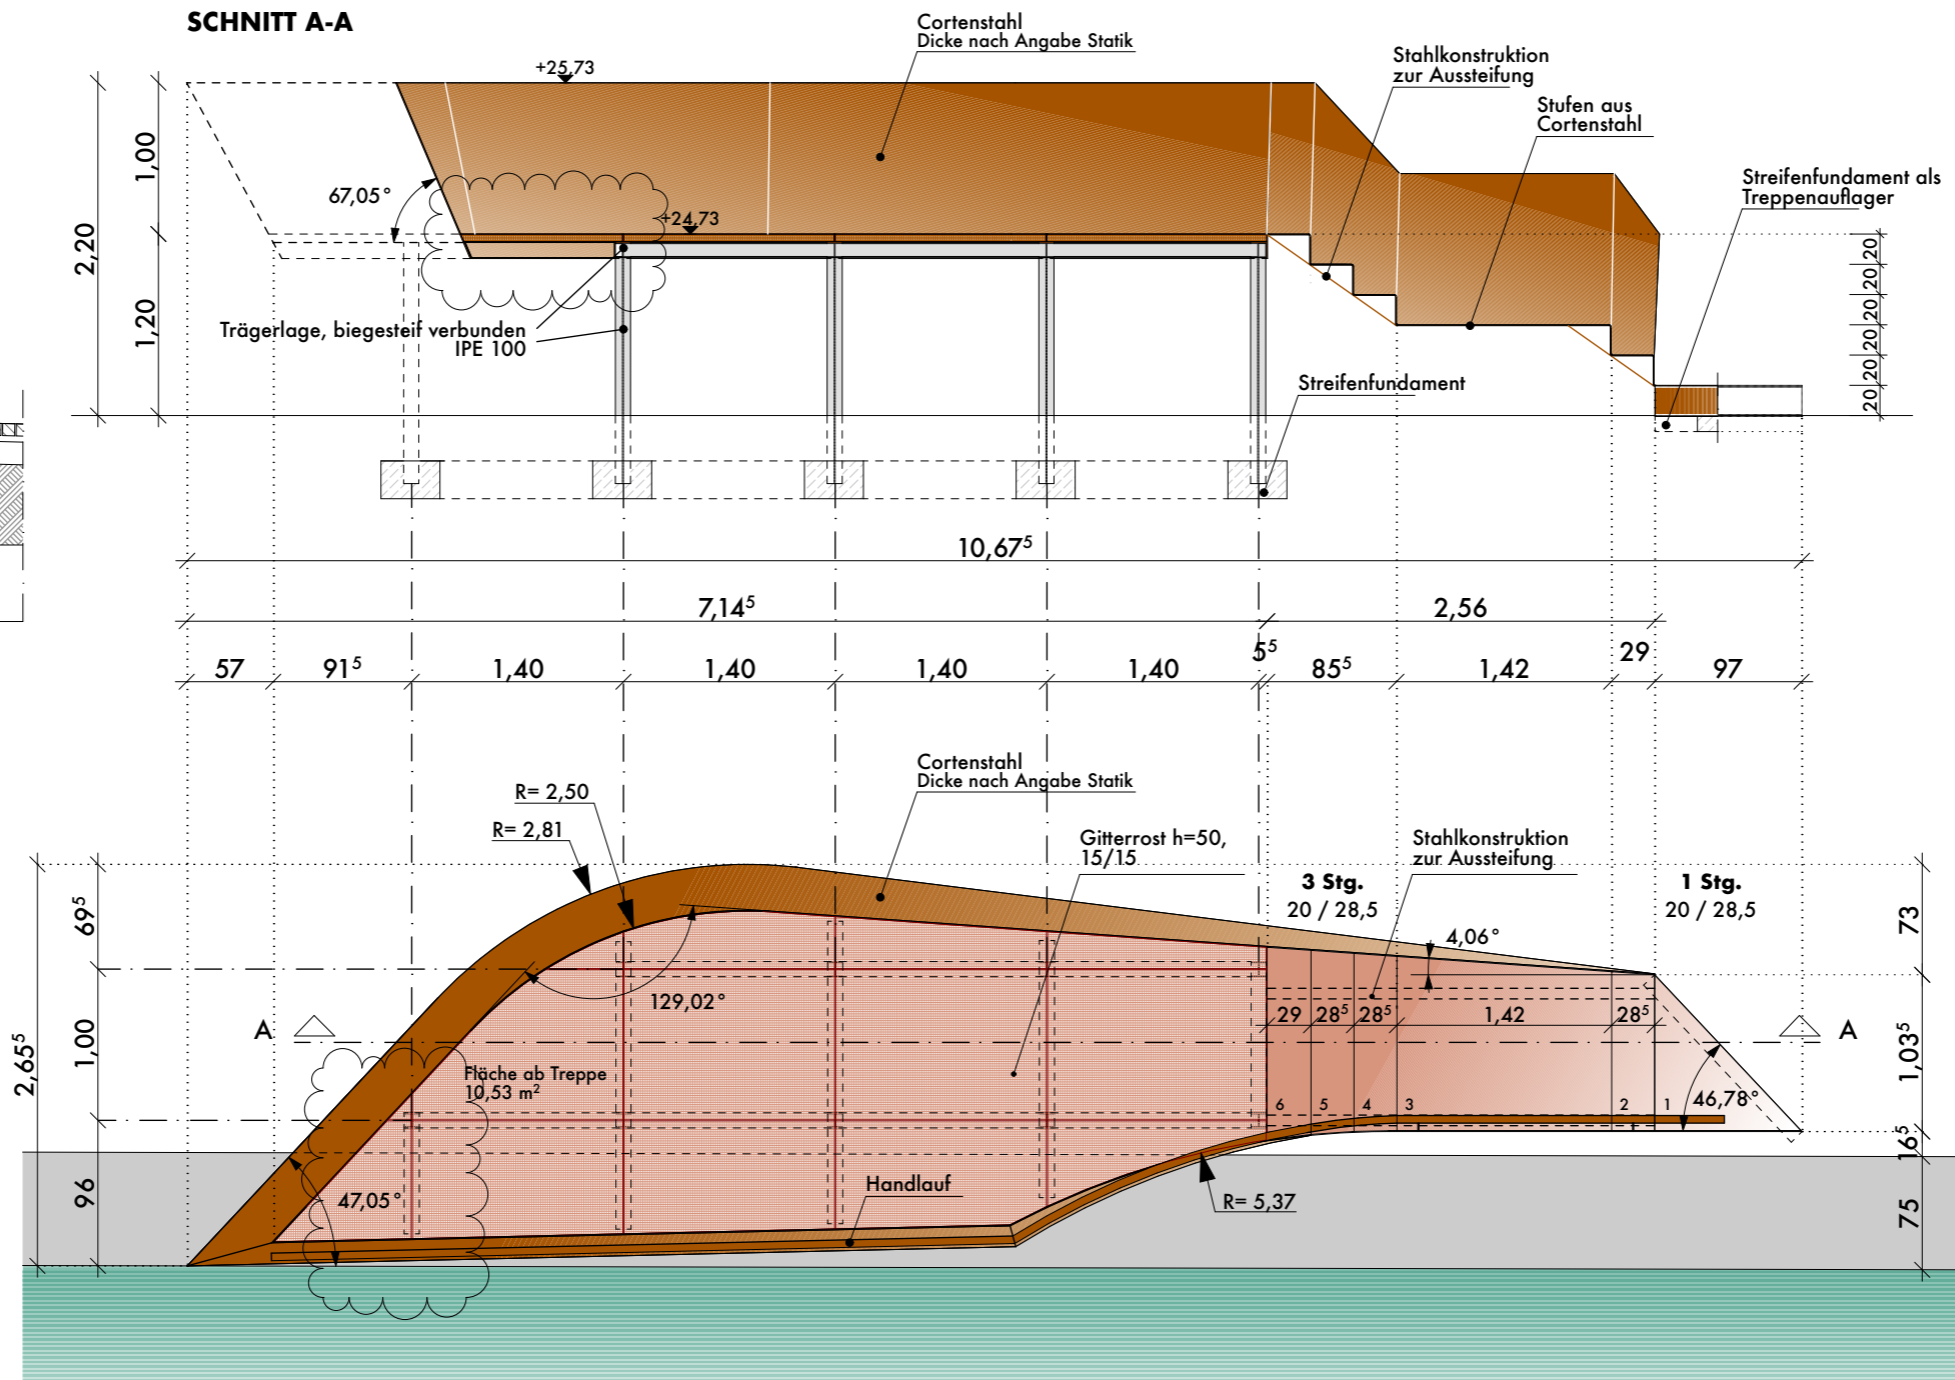 SCHNITT A-A
Cortenstahl
Dicke nach Angabe Statik
Stahlkonstruktion
zur Aussteifung
Stufen aus
Cortenstahl
Streifenfundament als
Treppenauflager
+25,73
67,05°
+24,73
1,00
2,20
1,20
20
20
20
20
20
20
Trägerlage, biegesteif verbunden
IPE 100
Streifenfundament
10,67⁵
7,14⁵
2,56
57
91⁵
1,40
1,40
1,40
1,40
5⁵
85⁵
1,42
29
97
Cortenstahl
Dicke nach Angabe Statik
R= 2,50
R= 2,81
Gitterrost h=50,
15/15
Stahlkonstruktion
zur Aussteifung
3 Stg.
20 / 28,5
1 Stg.
20 / 28,5
4,06°
69⁵
73
129,02°
29
28⁵
28⁵
1,42
28⁵
A
A
2,65⁵
1,00
1,03⁵
Fläche ab Treppe
10,53 m²
6
5
4
3
2
1
46,78°
16⁵
96
47,05°
Handlauf
R= 5,37
75